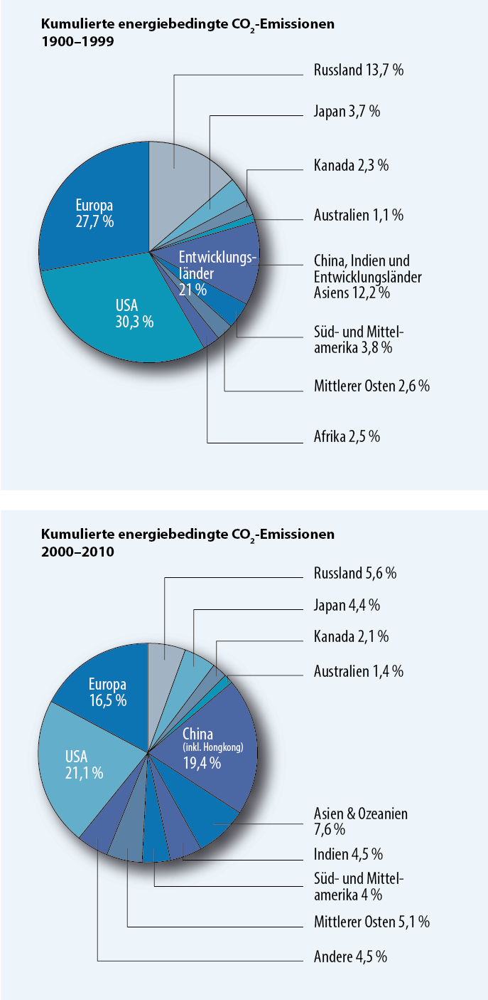 Kumulierte energiebedingte CO₂-Emissionen
1900–1999
Russland 13,7 %
Japan 3,7 %
Kanada 2,3 %
Australien 1,1 %
China, Indien und
Entwicklungsländer
Asiens 12,2 %
Süd- und Mittel-
amerika 3,8 %
Mittlerer Osten 2,6 %
Afrika 2,5 %
Europa
27,7 %
Entwicklungs-
länder
21 %
USA
30,3 %
Kumulierte energiebedingte CO₂-Emissionen
2000–2010
Russland 5,6 %
Japan 4,4 %
Kanada 2,1 %
Australien 1,4 %
Europa
16,5 %
China
(inkl. Hongkong)
19,4 %
USA
21,1 %
Asien & Ozeanien
7,6 %
Indien 4,5 %
Süd- und Mittel-
amerika 4 %
Mittlerer Osten 5,1 %
Andere 4,5 %